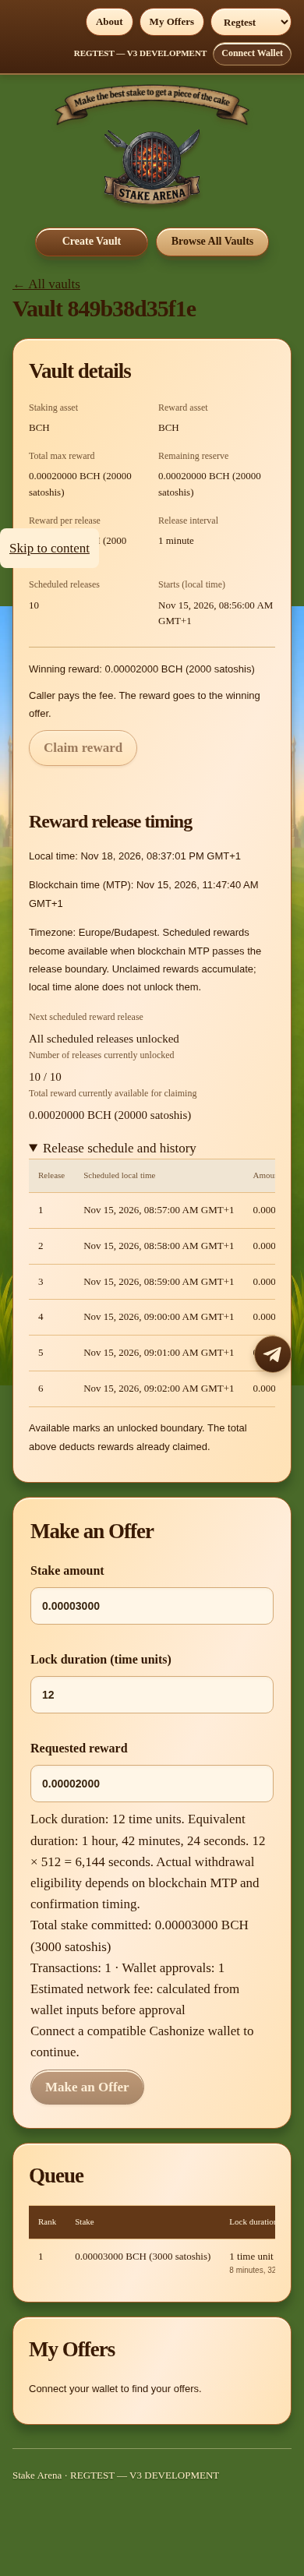 About
My Offers
Regtest
REGTEST — V3 DEVELOPMENT
Connect Wallet
Make the best stake to get a piece of the cake
STAKE ARENA
Create Vault
Browse All Vaults
← All vaults
Vault 849b38d35f1e
Vault details
Staking asset
Reward asset
BCH
BCH
Total max reward
Remaining reserve
0.00020000 BCH (20000 satoshis)
0.00020000 BCH (20000 satoshis)
Reward per release
Release interval
(2000
1 minute
Skip to content
Scheduled releases
Starts (local time)
10
Nov 15, 2026, 08:56:00 AM GMT+1
Winning reward: 0.00002000 BCH (2000 satoshis)
Caller pays the fee. The reward goes to the winning
offer.
Claim reward
Reward release timing
Local time: Nov 18, 2026, 08:37:01 PM GMT+1
Blockchain time (MTP): Nov 15, 2026, 11:47:40 AM
GMT+1
Timezone: Europe/Budapest. Scheduled rewards
become available when blockchain MTP passes the
release boundary. Unclaimed rewards accumulate;
local time alone does not unlock them.
Next scheduled reward release
All scheduled releases unlocked
Number of releases currently unlocked
10 / 10
Total reward currently available for claiming
0.00020000 BCH (20000 satoshis)
▼ Release schedule and history
Release Scheduled local time Amou
1 Nov 15, 2026, 08:57:00 AM GMT+1 0.000
2 Nov 15, 2026, 08:58:00 AM GMT+1 0.000
3 Nov 15, 2026, 08:59:00 AM GMT+1 0.000
4 Nov 15, 2026, 09:00:00 AM GMT+1 0.000
5 Nov 15, 2026, 09:01:00 AM GMT+1
6 Nov 15, 2026, 09:02:00 AM GMT+1 0.000
Available marks an unlocked boundary. The total
above deducts rewards already claimed.
Make an Offer
Stake amount
0.00003000
Lock duration (time units)
12
Requested reward
0.00002000
Lock duration: 12 time units. Equivalent
duration: 1 hour, 42 minutes, 24 seconds. 12
× 512 = 6,144 seconds. Actual withdrawal
eligibility depends on blockchain MTP and
confirmation timing.
Total stake committed: 0.00003000 BCH
(3000 satoshis)
Transactions: 1 · Wallet approvals: 1
Estimated network fee: calculated from
wallet inputs before approval
Connect a compatible Cashonize wallet to
continue.
Make an Offer
Queue
Rank Stake Lock duration
1 0.00003000 BCH (3000 satoshis) 1 time unit
8 minutes, 32
My Offers
Connect your wallet to find your offers.
Stake Arena · REGTEST — V3 DEVELOPMENT